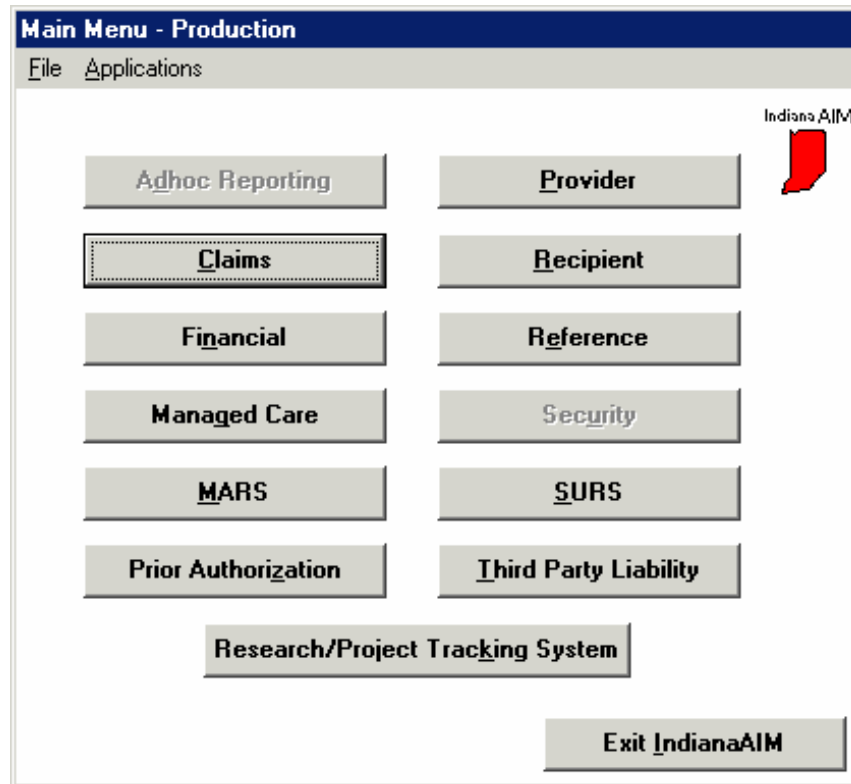 Main Menu - Production
File Applications
Indiana AIM
Adhoc Reporting
Provider
Claims
Recipient
Financial
Reference
Managed Care
Security
MARS
SURS
Prior Authorization
Third Party Liability
Research/Project Tracking System
Exit IndianaAIM